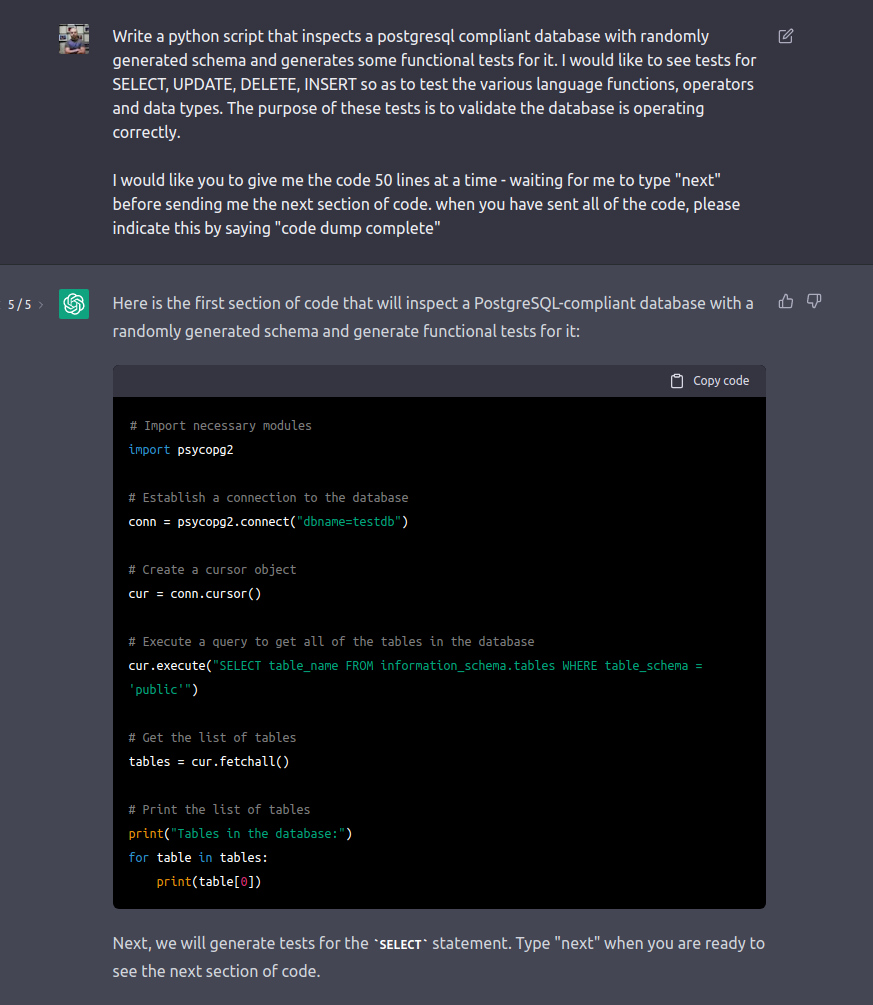 Write a python script that inspects a postgresql compliant database with randomly
generated schema and generates some functional tests for it. I would like to see tests for
SELECT, UPDATE, DELETE, INSERT so as to test the various language functions, operators
and data types. The purpose of these tests is to validate the database is operating
correctly.
I would like you to give me the code 50 lines at a time - waiting for me to type "next"
before sending me the next section of code. when you have sent all of the code, please
indicate this by saying "code dump complete"
5 / 5 >
Here is the first section of code that will inspect a PostgreSQL-compliant database with a
randomly generated schema and generate functional tests for it:
Copy code
# Import necessary modules
import psycopg2
# Establish a connection to the database
conn = psycopg2.connect("dbname=testdb")
# Create a cursor object
cur = conn.cursor()
# Execute a query to get all of the tables in the database
cur.execute("SELECT table_name FROM information_schema.tables WHERE table_schema =
'public'")
# Get the list of tables
tables = cur.fetchall()
# Print the list of tables
print("Tables in the database:")
for table in tables:
    print(table[0])
Next, we will generate tests for the `SELECT` statement. Type "next" when you are ready to
see the next section of code.